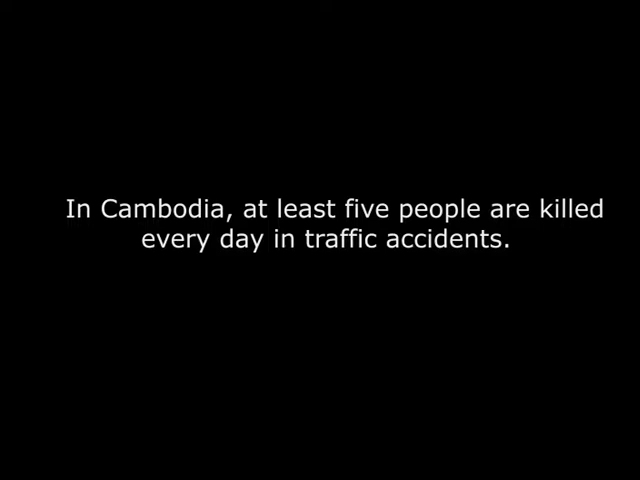 In Cambodia, at least five people are killed
every day in traffic accidents.